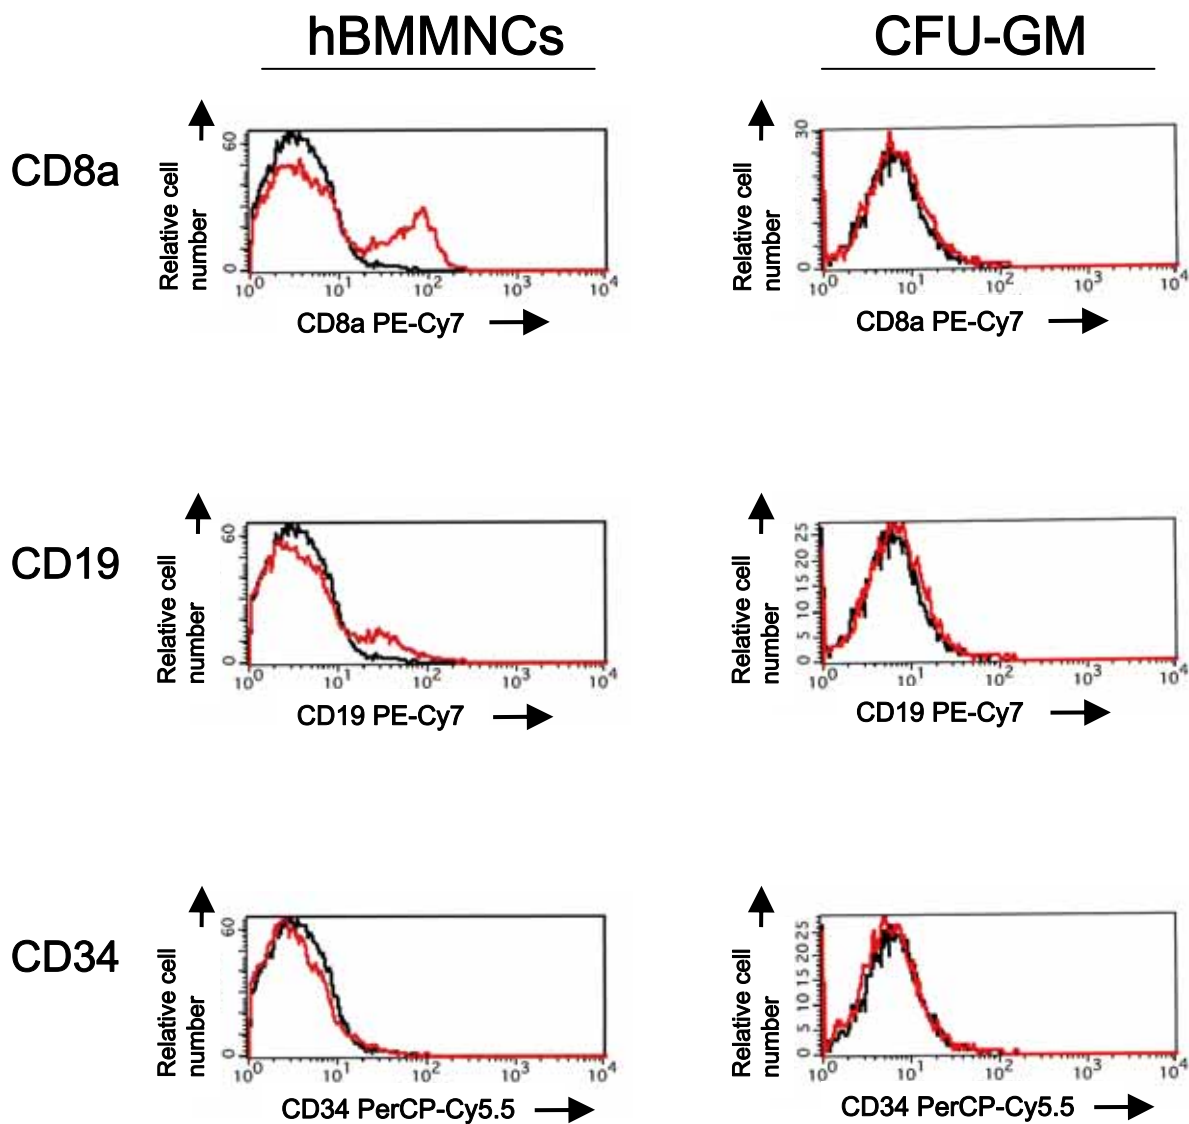 hBMMNCs CFU-GM
CD8a
Relative cell
number
60
0
10^0 10^1 10^2 10^3 10^4
CD8a PE-Cy7
Relative cell
number
30
0
10^0 10^1 10^2 10^3 10^4
CD8a PE-Cy7
CD19
Relative cell
number
60
0
10^0 10^1 10^2 10^3 10^4
CD19 PE-Cy7
Relative cell
number
0 5 10 15 20 25
10^0 10^1 10^2 10^3 10^4
CD19 PE-Cy7
CD34
Relative cell
number
60
0
10^0 10^1 10^2 10^3 10^4
CD34 PerCP-Cy5.5
Relative cell
number
0 5 10 15 20 25
10^0 10^1 10^2 10^3 10^4
CD34 PerCP-Cy5.5